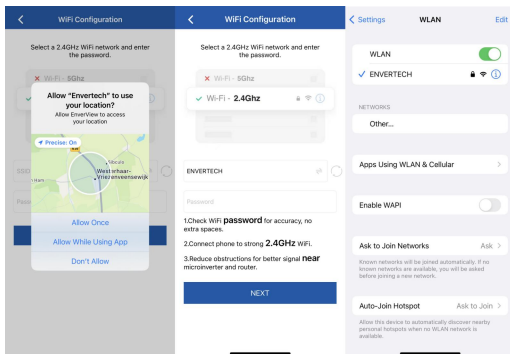 WiFi Configuration
Select a 2.4GHz WiFi network and enter
the password.
Wi-Fi - 5Ghz
Allow “Envertech” to use
your location?
Allow EnverView to access
your location
Precise: On
Sibculo
Westerhaar-
Vriezenveensewijk
SSID
Allow Once
Allow While Using App
Don't Allow
WiFi Configuration
Select a 2.4GHz WiFi network and enter
the password.
Wi-Fi - 5Ghz
Wi-Fi - 2.4Ghz
ENVERTECH
Password
1.Check WiFi password for accuracy, no
extra spaces.
2.Connect phone to strong 2.4GHz WiFi.
3.Reduce obstructions for better signal near
microinverter and router.
NEXT
Settings
WLAN
Edit
WLAN
ENVERTECH
NETWORKS
Other...
Apps Using WLAN & Cellular
Enable WAPI
Ask to Join Networks
Ask
Known networks will be joined automatically. If no
known networks are available, you will be asked
before joining a new network.
Auto-Join Hotspot
Ask to Join
Allow this device to automatically discover nearby
personal hotspots when no WLAN network is
available.